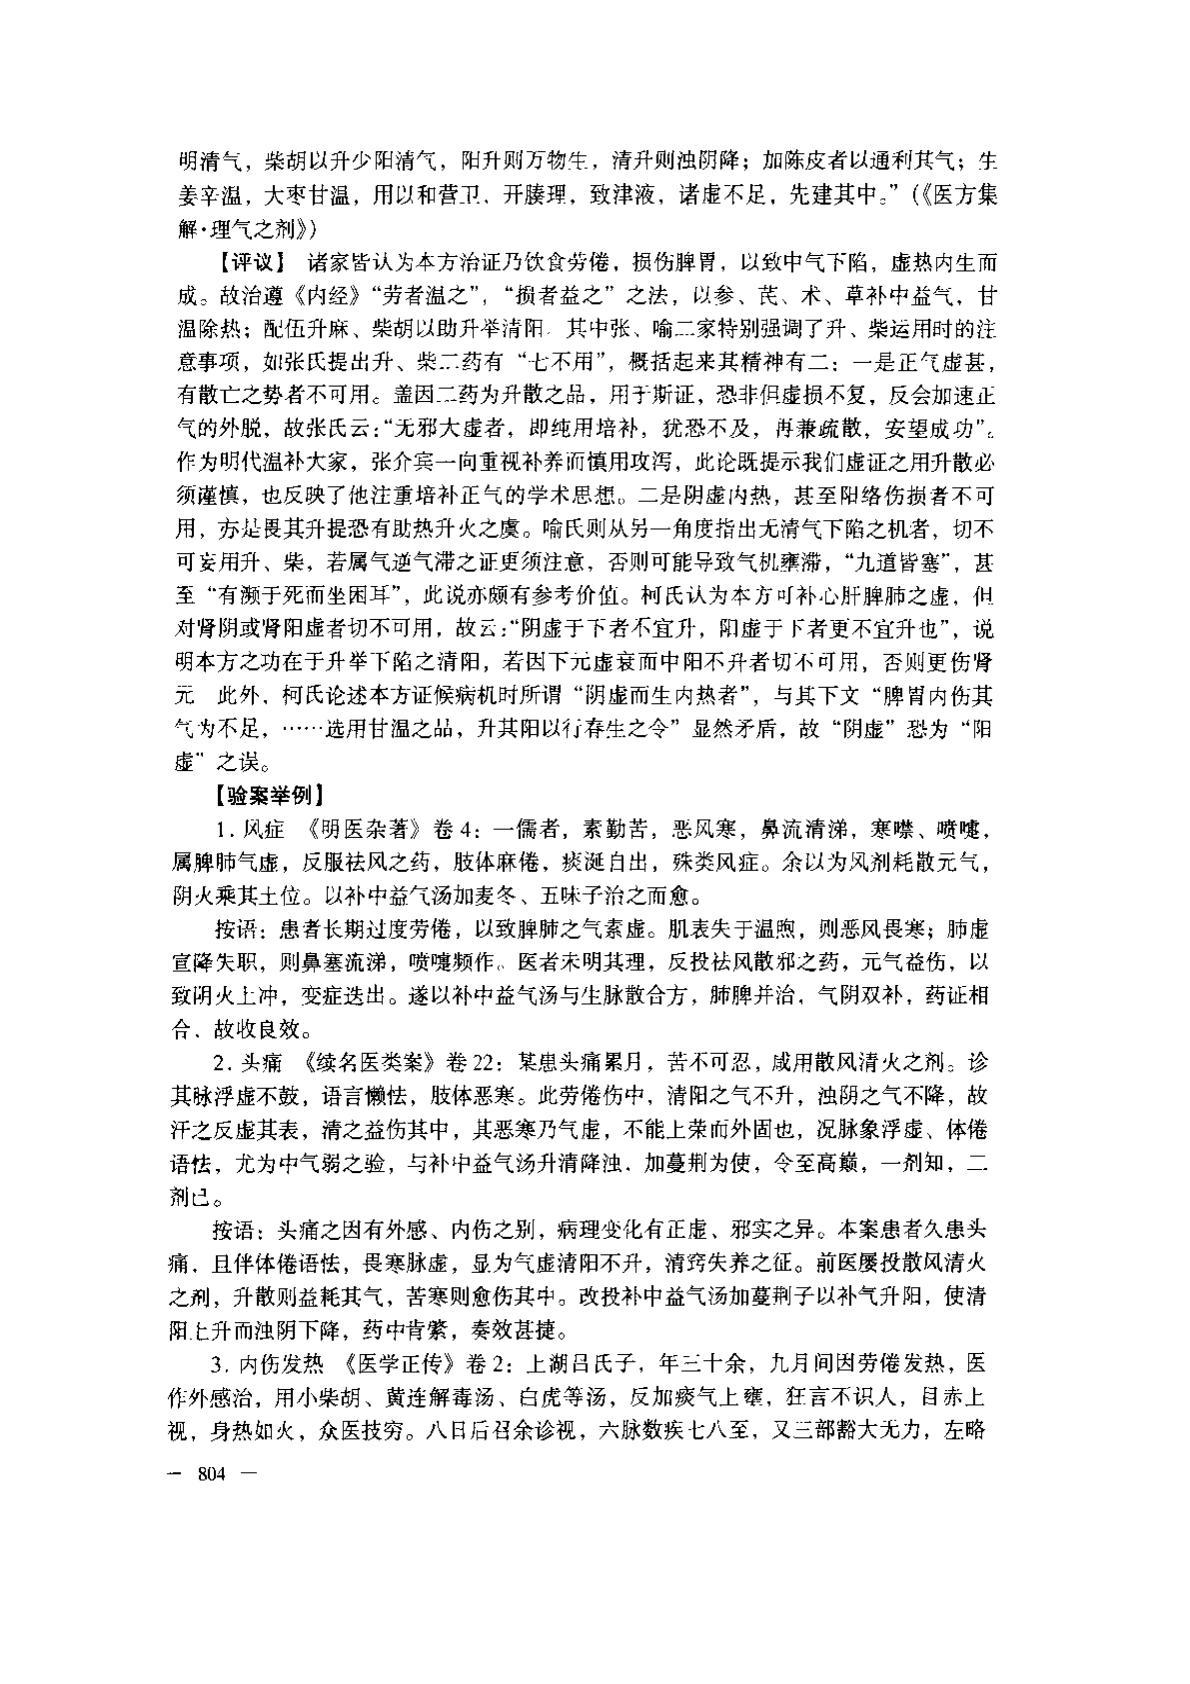 明清气，柴胡以升少阳清气，阳升则万物生，清升则浊阴降；加陈皮者以通利其气；生
姜辛温，大枣甘温，用以和营卫、开腠理，致津液，诸虚不足，先建其中。”(《医方集
解·理气之剂》)
【评议】 诸家皆认为本方治证乃饮食劳倦，损伤脾胃，以致中气下陷，虚热内生而
成。故治遵《内经》“劳者温之”，“损者益之”之法，以参、芪、术、草补中益气，甘
温除热；配伍升麻、柴胡以助升举清阳。其中张、喻二家特别强调了升、柴运用时的注
意事项，如张氏提出升、柴二药有“七不用”，概括起来其精神有二：一是正气虚甚，
有散亡之势者不可用。盖因二药为升散之品，用于斯证，恐非但虚损不复，反会加速正
气的外脱，故张氏云：“无邪大虚者，即纯用培补，犹恐不及，再兼疏散，安望成功”。
作为明代温补大家，张介宾一向重视补养而慎用攻泻，此论既提示我们虚证之用升散必
须谨慎，也反映了他注重培补正气的学术思想。二是阴虚内热，甚至阳络伤损者不可
用，亦是畏其升提恐有助热升火之虞。喻氏则从另一角度指出无清气下陷之机者，切不
可妄用升、柴，若属气逆气滞之证更须注意，否则可能导致气机壅滞，“九道皆塞”，甚
至“有濒于死而坐困耳”，此说亦颇有参考价值。柯氏认为本方可补心肝脾肺之虚，但
对肾阴或肾阳虚者切不可用，故云：“阴虚于下者不宜升，阳虚于下者更不宜升也”，说
明本方之功在于升举下陷之清阳，若因下元虚衰而中阳不升者切不可用，否则更伤肾
元 此外，柯氏论述本方证候病机时所谓“阴虚而生内热者”，与其下文“脾胃内伤其
气为不足，……选用甘温之品，升其阳以行春生之令”显然矛盾，故“阴虚”恐为“阳
虚”之误。
【验案举例】
1. 风症 《明医杂著》卷 4：一儒者，素勤苦，恶风寒，鼻流清涕，寒噤、喷嚏，
属脾肺气虚，反服祛风之药，肢体麻倦，痰涎自出，殊类风症。余以为风剂耗散元气，
阴火乘其土位。以补中益气汤加麦冬、五味子治之而愈。
按语：患者长期过度劳倦，以致脾肺之气素虚。肌表失于温煦，则恶风畏寒；肺虚
宣降失职，则鼻塞流涕，喷嚏频作。医者未明其理，反投祛风散邪之药，元气益伤，以
致阴火上冲，变症迭出。遂以补中益气汤与生脉散合方，肺脾并治，气阴双补，药证相
合，故收良效。
2. 头痛 《续名医类案》卷 22：某患头痛累月，苦不可忍，咸用散风清火之剂。诊
其脉浮虚不鼓，语言懒怯，肢体恶寒。此劳倦伤中，清阳之气不升，浊阴之气不降，故
汗之反虚其表，清之益伤其中，其恶寒乃气虚，不能上荣而外固也，况脉象浮虚、体倦
语怯，尤为中气弱之验，与补中益气汤升清降浊，加蔓荆为使，令至高巅，一剂知，二
剂已。
按语：头痛之因有外感、内伤之别，病理变化有正虚、邪实之异。本案患者久患头
痛，且伴体倦语怯，畏寒脉虚，显为气虚清阳不升，清窍失养之征。前医屡投散风清火
之剂，升散则益耗其气，苦寒则愈伤其中。改投补中益气汤加蔓荆子以补气升阳，使清
阳上升而浊阴下降，药中肯綮，奏效甚捷。
3. 内伤发热 《医学正传》卷 2：上湖吕氏子，年三十余，九月间因劳倦发热，医
作外感治，用小柴胡、黄连解毒汤、白虎等汤，反加痰气上壅，狂言不识人，目赤上
视，身热如火，众医技穷。八日后召余诊视，六脉数疾七八至，又三部豁大无力，左略
— 804 —